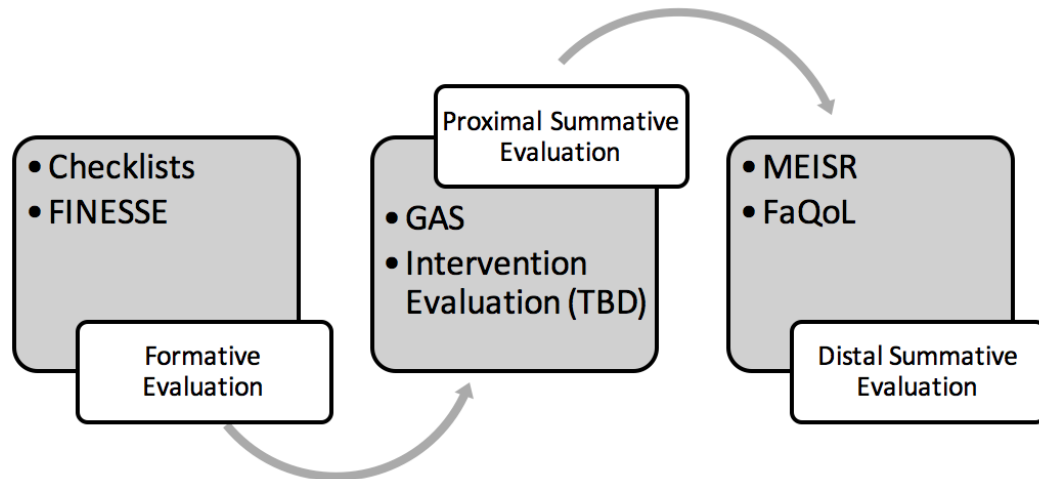 • Checklists
• FINESSE
Formative
Evaluation
Proximal Summative
Evaluation
• GAS
• Intervention
Evaluation (TBD)
• MEISR
• FaQoL
Distal Summative
Evaluation